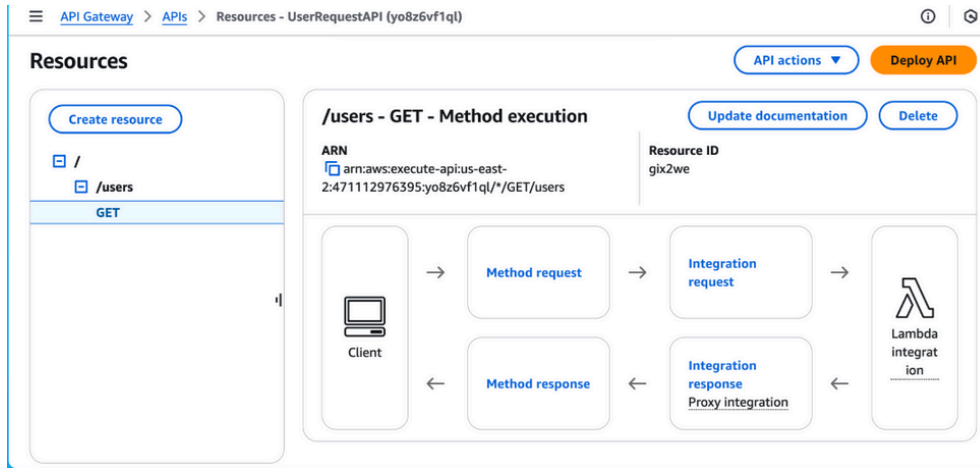 API Gateway > APIs > Resources - UserRequestAPI (yo8z6vf1ql)
Resources
API actions ▼
Deploy API
Create resource
/
/users
GET
/users - GET - Method execution
Update documentation
Delete
ARN
arn:aws:execute-api:us-east-
2:471112976395:yo8z6vf1ql/*/GET/users
Resource ID
gix2we
Client
Method request
Integration
request
Lambda
integrat
ion
Method response
Integration
response
Proxy integration